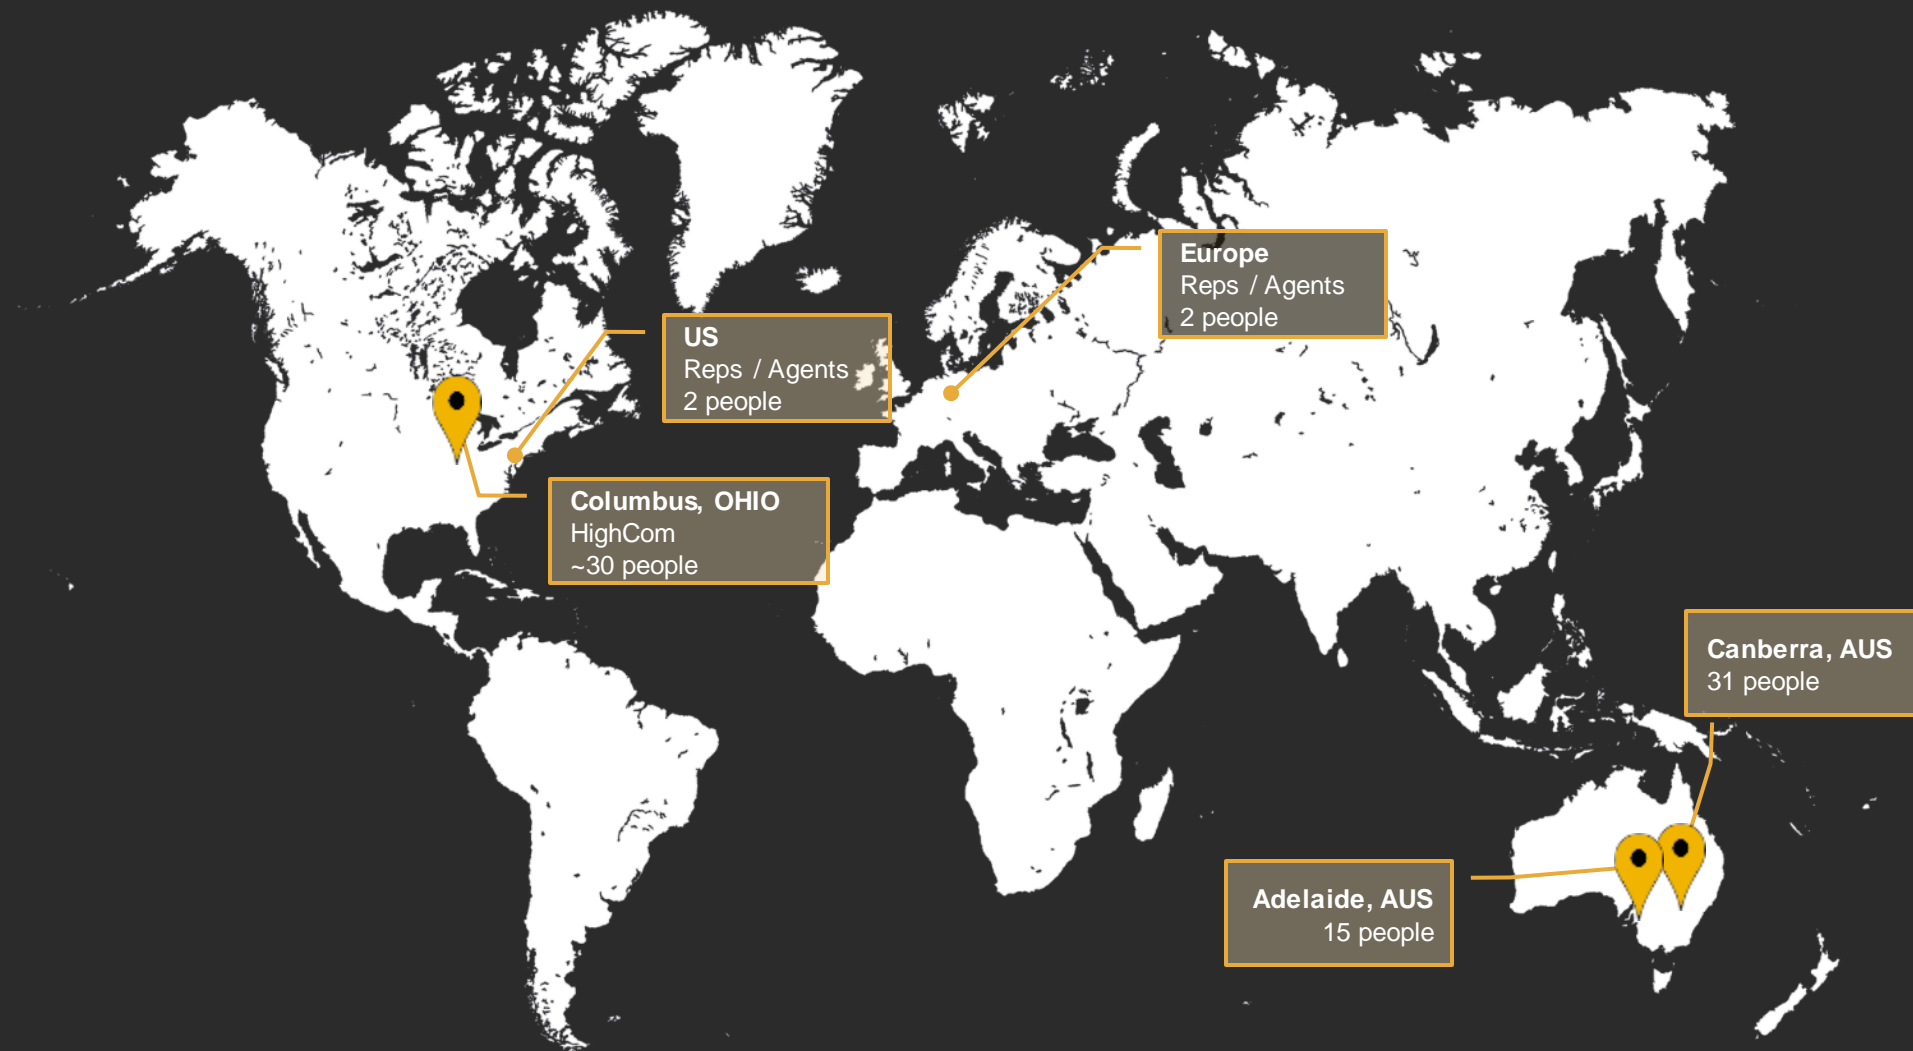 Europe
Reps / Agents
2 people
US
Reps / Agents
2 people
Columbus, OHIO
HighCom
~30 people
Canberra, AUS
31 people
Adelaide, AUS
15 people